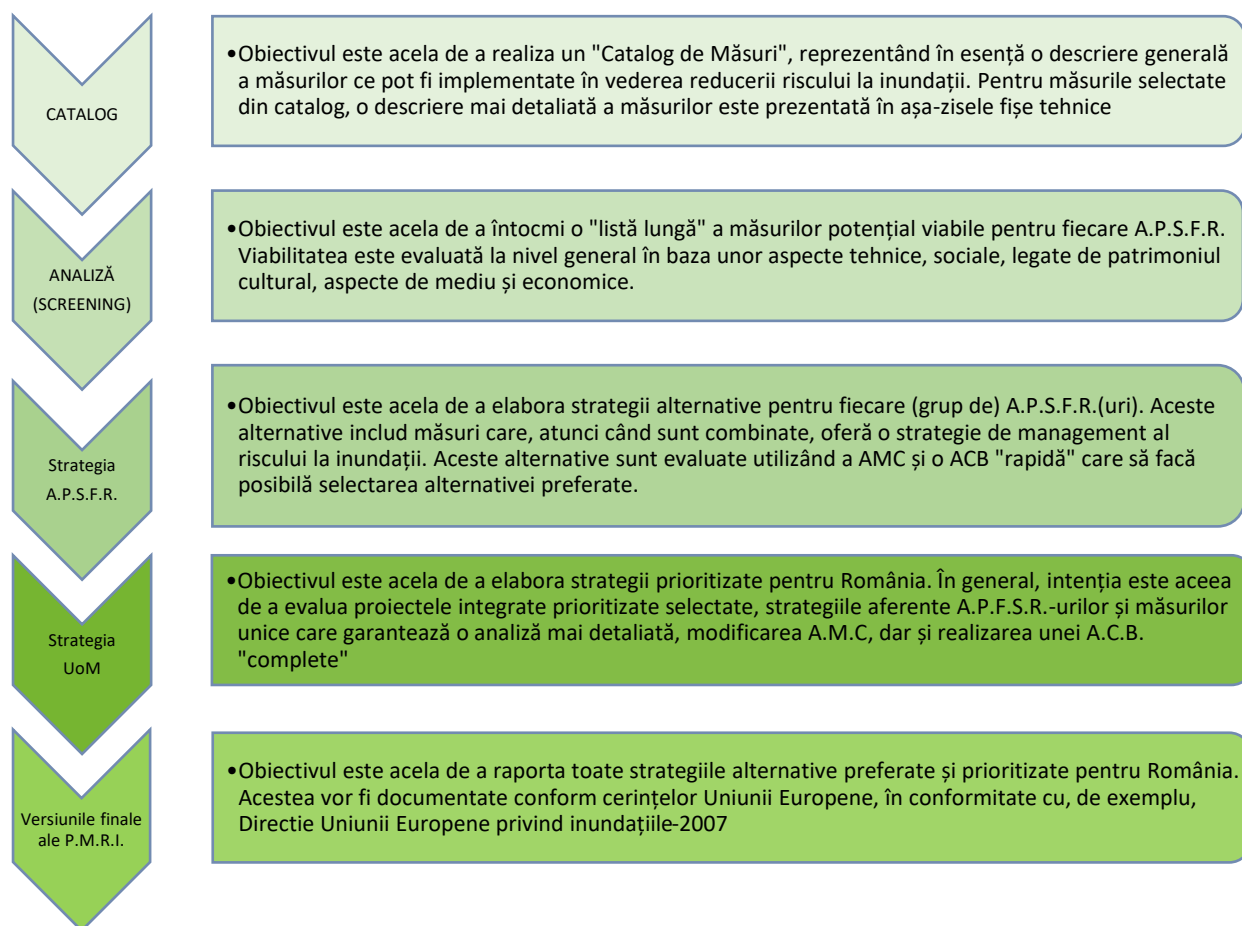 CATALOG
•Obiectivul este acela de a realiza un "Catalog de Măsuri", reprezentând în esență o descriere generală
a măsurilor ce pot fi implementate în vederea reducerii riscului la inundații. Pentru măsurile selectate
din catalog, o descriere mai detaliată a măsurilor este prezentată în așa-zisele fișe tehnice
ANALIZĂ
(SCREENING)
•Obiectivul este acela de a întocmi o "listă lungă" a măsurilor potențial viabile pentru fiecare A.P.S.F.R.
Viabilitatea este evaluată la nivel general în baza unor aspecte tehnice, sociale, legate de patrimoniul
cultural, aspecte de mediu și economice.
Strategia
A.P.S.F.R.
•Obiectivul este acela de a elabora strategii alternative pentru fiecare (grup de) A.P.S.F.R.(uri). Aceste
alternative includ măsuri care, atunci când sunt combinate, oferă o strategie de management al
riscului la inundații. Aceste alternative sunt evaluate utilizând a AMC și o ACB "rapidă" care să facă
posibilă selectarea alternativei preferate.
Strategia
UoM
•Obiectivul este acela de a elabora strategii prioritizate pentru România. În general, intenția este aceea
de a evalua proiectele integrate prioritizate selectate, strategiile aferente A.P.F.S.R.-urilor și măsurilor
unice care garantează o analiză mai detaliată, modificarea A.M.C, dar și realizarea unei A.C.B.
"complete"
Versiunile finale
ale P.M.R.I.
•Obiectivul este acela de a raporta toate strategiile alternative preferate și prioritizate pentru România.
Acestea vor fi documentate conform cerințelor Uniunii Europene, în conformitate cu, de exemplu,
Directie Uniunii Europene privind inundațiile-2007